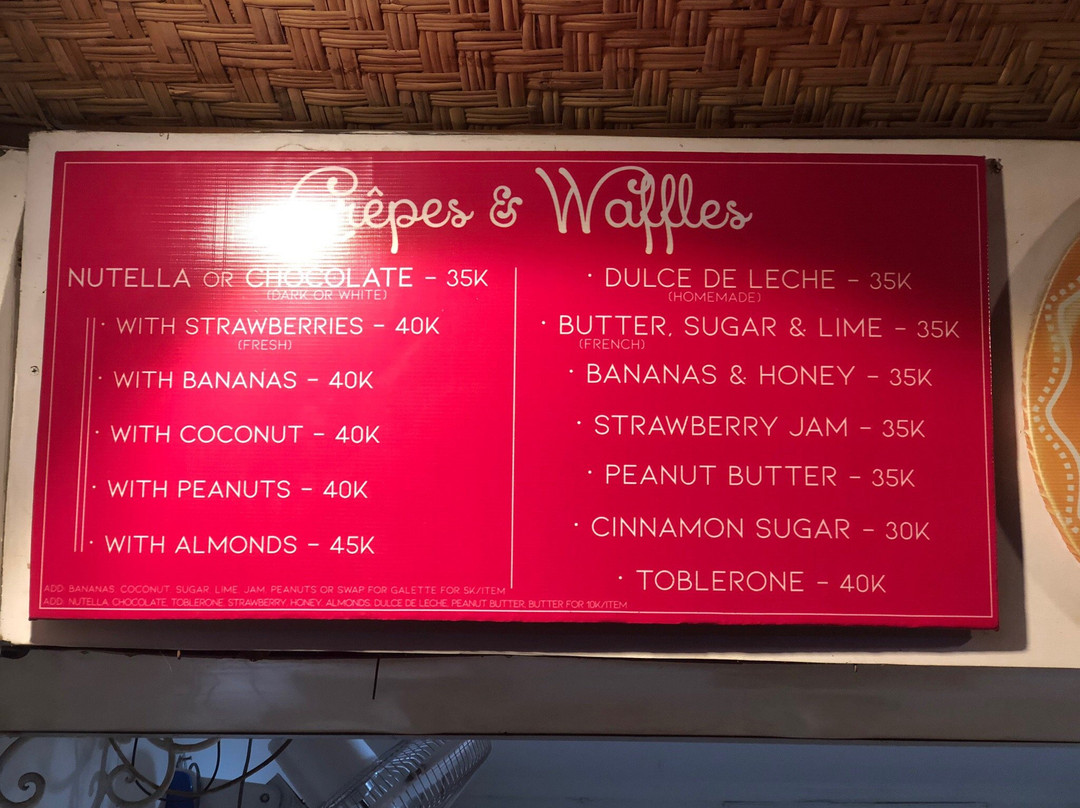 Crêpes & Waffles
NUTELLA OR CHOCOLATE - 35K
(DARK OR WHITE)
· WITH STRAWBERRIES - 40K
(FRESH)
· WITH BANANAS - 40K
· WITH COCONUT - 40K
· WITH PEANUTS - 40K
· WITH ALMONDS - 45K
ADD: BANANAS, COCONUT, SUGAR, LIME, JAM, PEANUTS OR SWAP FOR GALETTE FOR 5K/ITEM
ADD: NUTELLA, CHOCOLATE, TOBLERONE, STRAWBERRY, HONEY, ALMONDS, DULCE DE LECHE, PEANUT BUTTER, BUTTER FOR 10K/ITEM
· DULCE DE LECHE - 35K
(HOMEMADE)
· BUTTER, SUGAR & LIME - 35K
(FRENCH)
· BANANAS & HONEY - 35K
· STRAWBERRY JAM - 35K
· PEANUT BUTTER - 35K
· CINNAMON SUGAR - 30K
· TOBLERONE - 40K